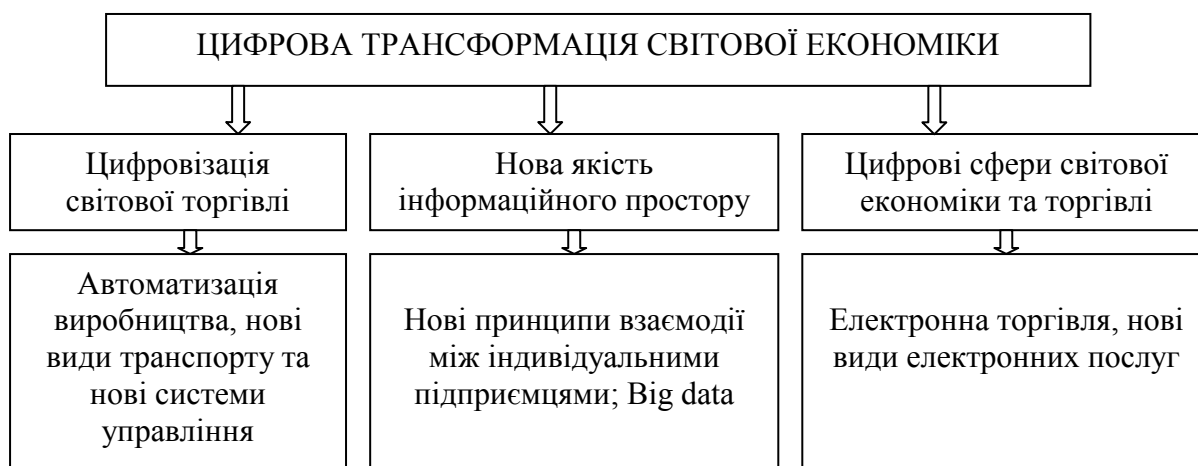 ЦИФРОВА ТРАНСФОРМАЦІЯ СВІТОВОЇ ЕКОНОМІКИ
Цифровізація
світової торгівлі
Нова якість
інформаційного простору
Цифрові сфери світової
економіки та торгівлі
Автоматизація
виробництва, нові
види транспорту та
нові системи
управління
Нові принципи взаємодії
між індивідуальними
підприємцями; Big data
Електронна торгівля, нові
види електронних послуг